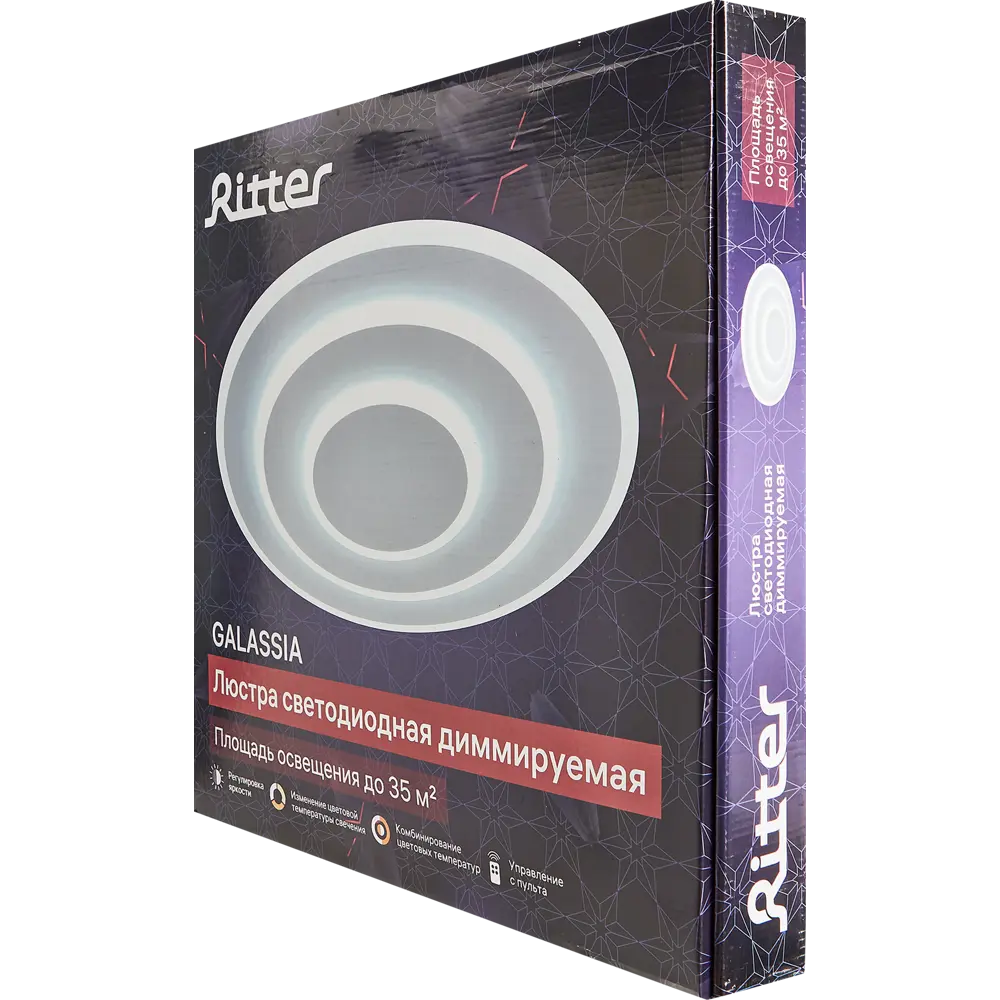 Ritter
GALASSIA
Люстра светодиодная диммируемая
Площадь освещения до 35 м²
Регулировка
яркости
Изменение цветовой
температуры свечения
Комбинирование
цветовых температур
Управление
с пульта
Площадь
освещения
до 35 м²
Люстра
светодиодная
диммируемая
Ritter